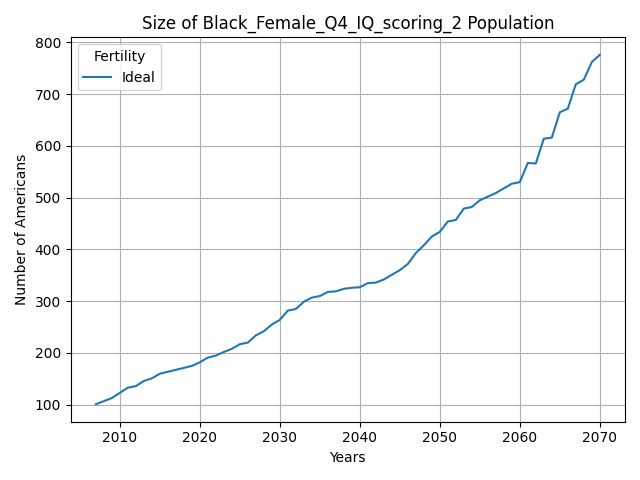 Size of Black_Female_Q4_IQ_scoring_2 Population
Fertility
Ideal
Number of Americans
800
700
600
500
400
300
200
100
2010 2020 2030 2040 2050 2060 2070
Years